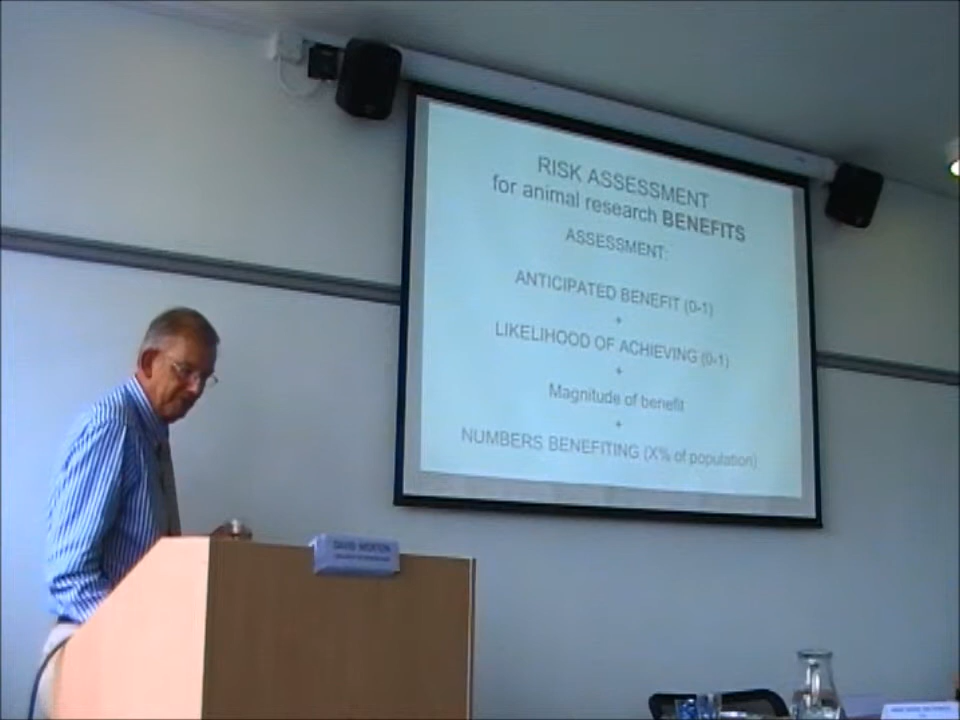 RISK ASSESSMENT
for animal research BENEFITS
ASSESSMENT:
ANTICIPATED BENEFIT (0-1)
+
LIKELIHOOD OF ACHIEVING (0-1)
+
Magnitude of benefit
+
NUMBERS BENEFITING (X% of population)
DAVID MORTON